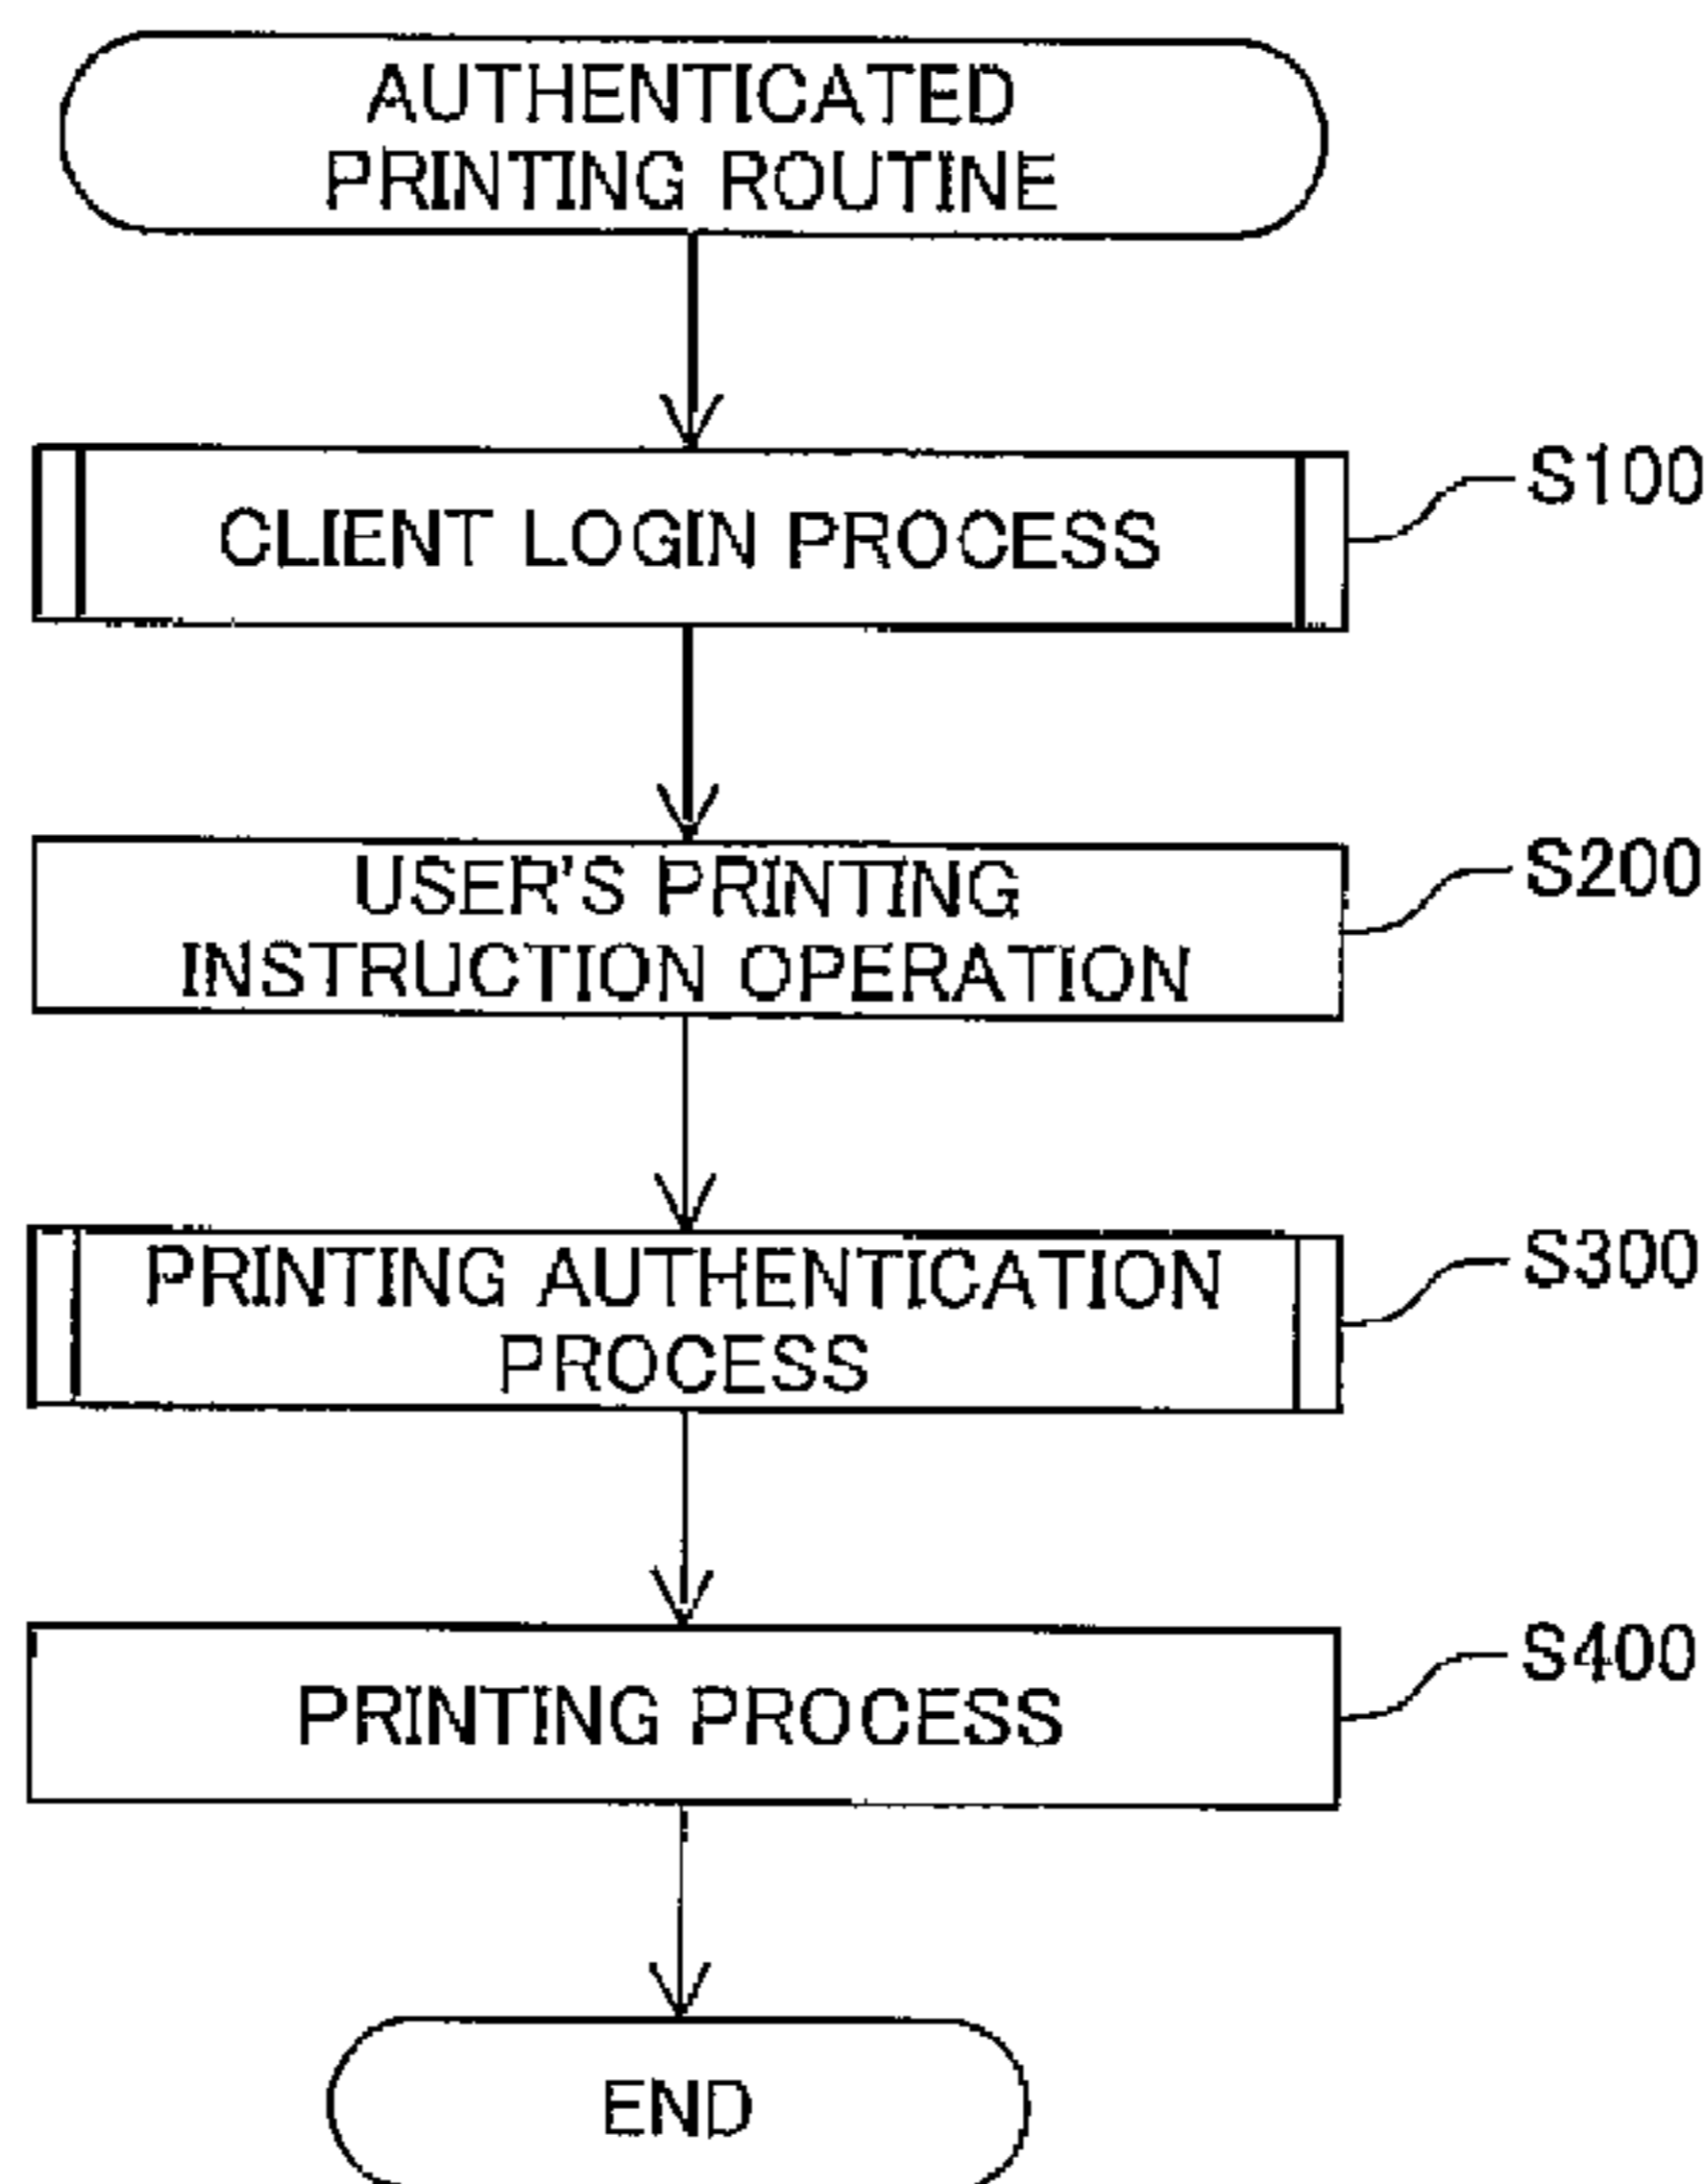 AUTHENTICATED
PRINTING ROUTINE
CLIENT LOGIN PROCESS
S100
USER'S PRINTING
INSTRUCTION OPERATION
S200
PRINTING AUTHENTICATION
PROCESS
S300
PRINTING PROCESS
S400
END